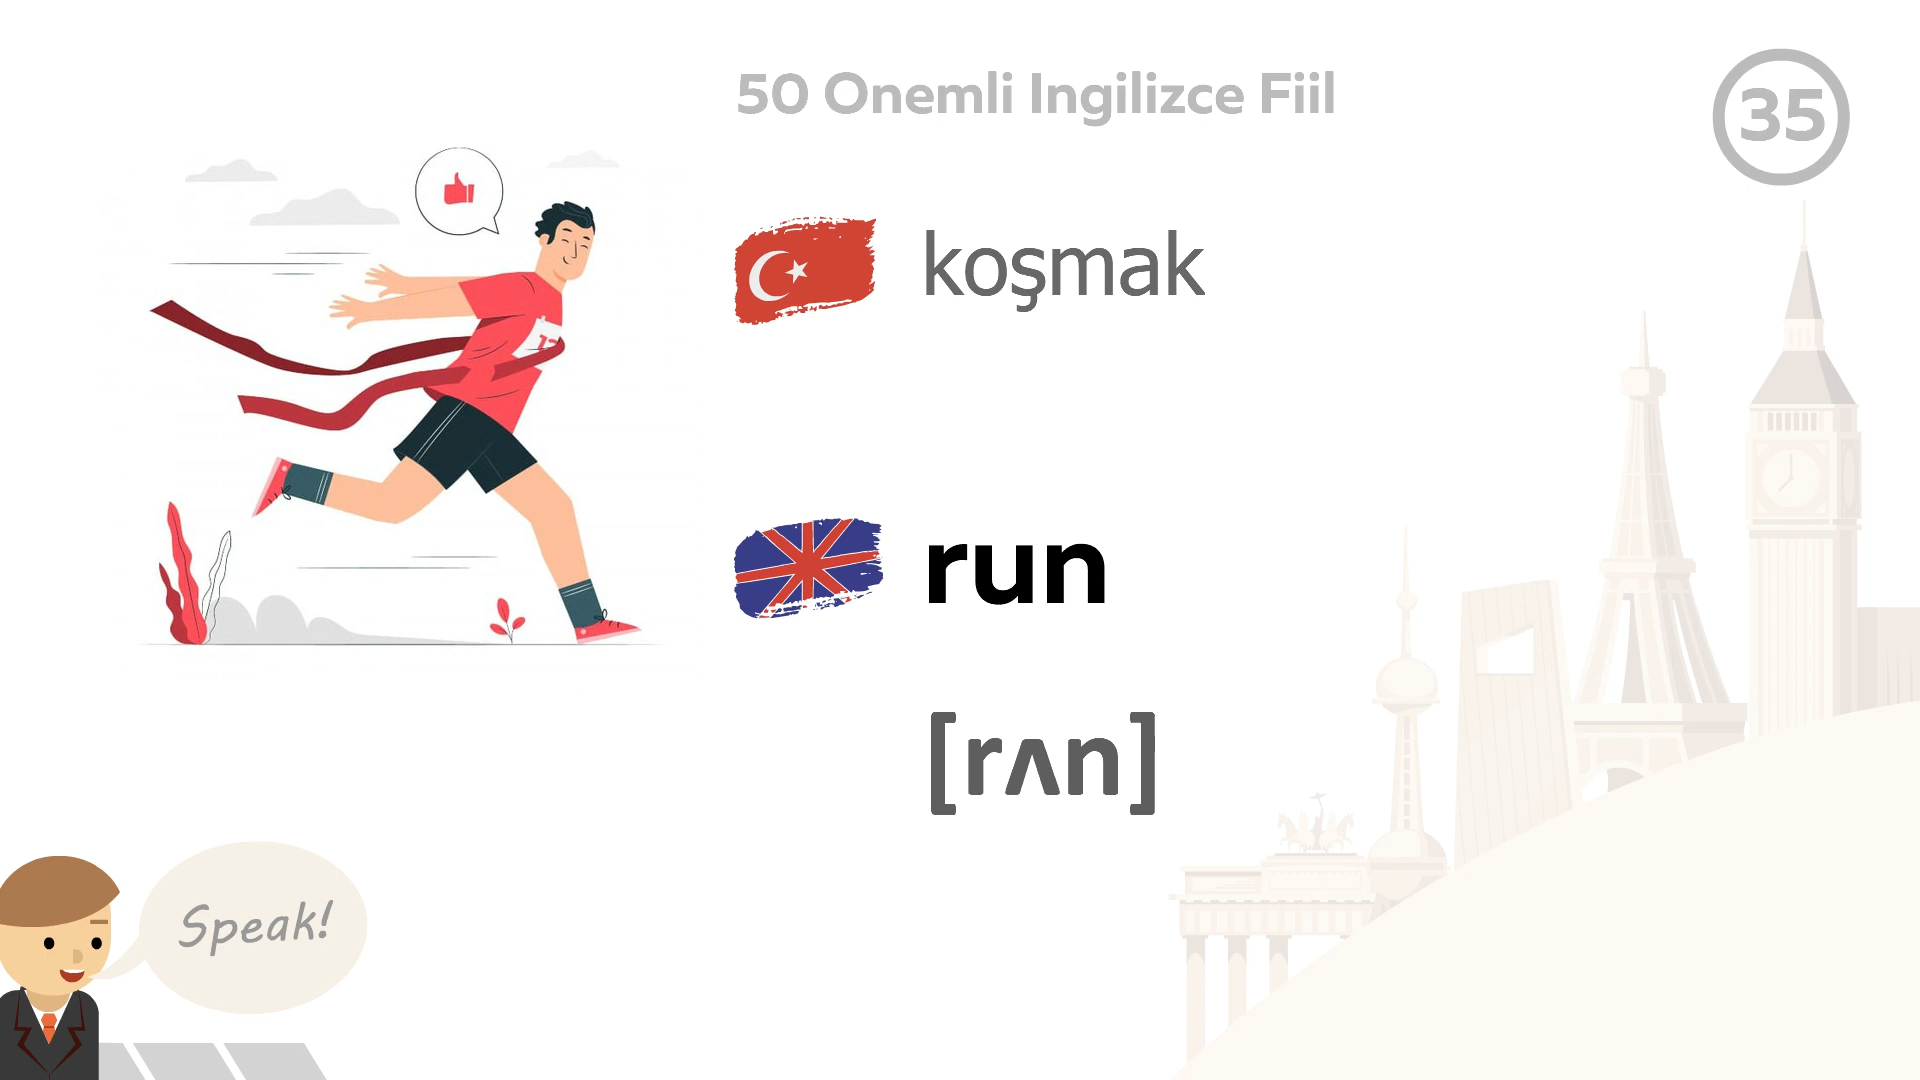 50 Onemli Ingilizce Fiil
35
koşmak
run
[rʌn]
Speak!